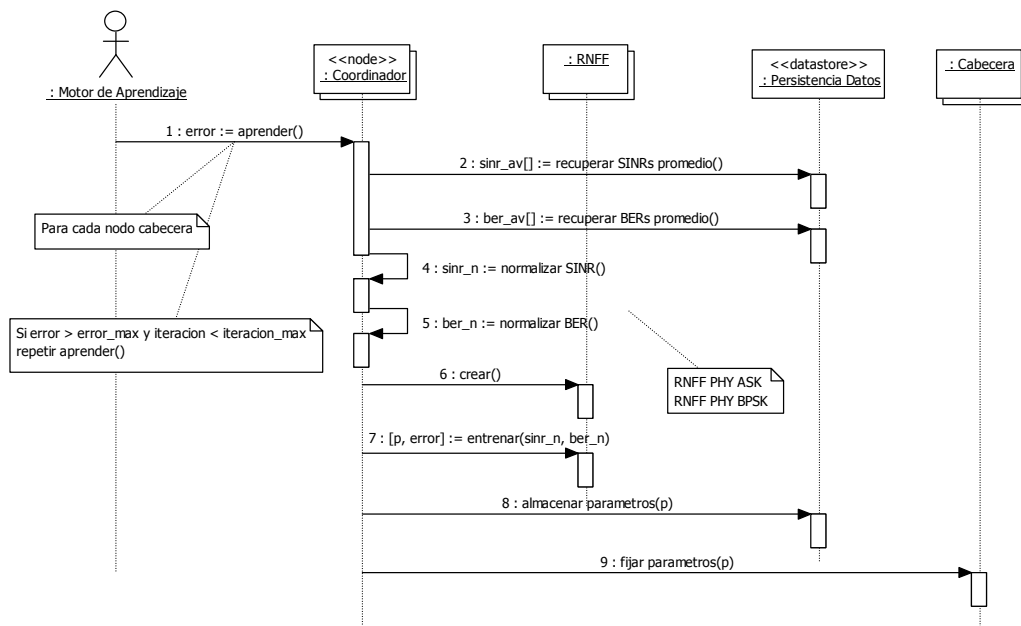 <<node>>
: Coordinador
: RNFF
<<datastore>>
: Persistencia Datos
: Cabecera
: Motor de Aprendizaje
1 : error := aprender()
2 : sinr_av[] := recuperar SINRs promedio()
3 : ber_av[] := recuperar BERs promedio()
Para cada nodo cabecera
4 : sinr_n := normalizar SINR()
5 : ber_n := normalizar BER()
Si error > error_max y iteracion < iteracion_max
repetir aprender()
6 : crear()
RNFF PHY ASK
RNFF PHY BPSK
7 : [p, error] := entrenar(sinr_n, ber_n)
8 : almacenar parametros(p)
9 : fijar parametros(p)